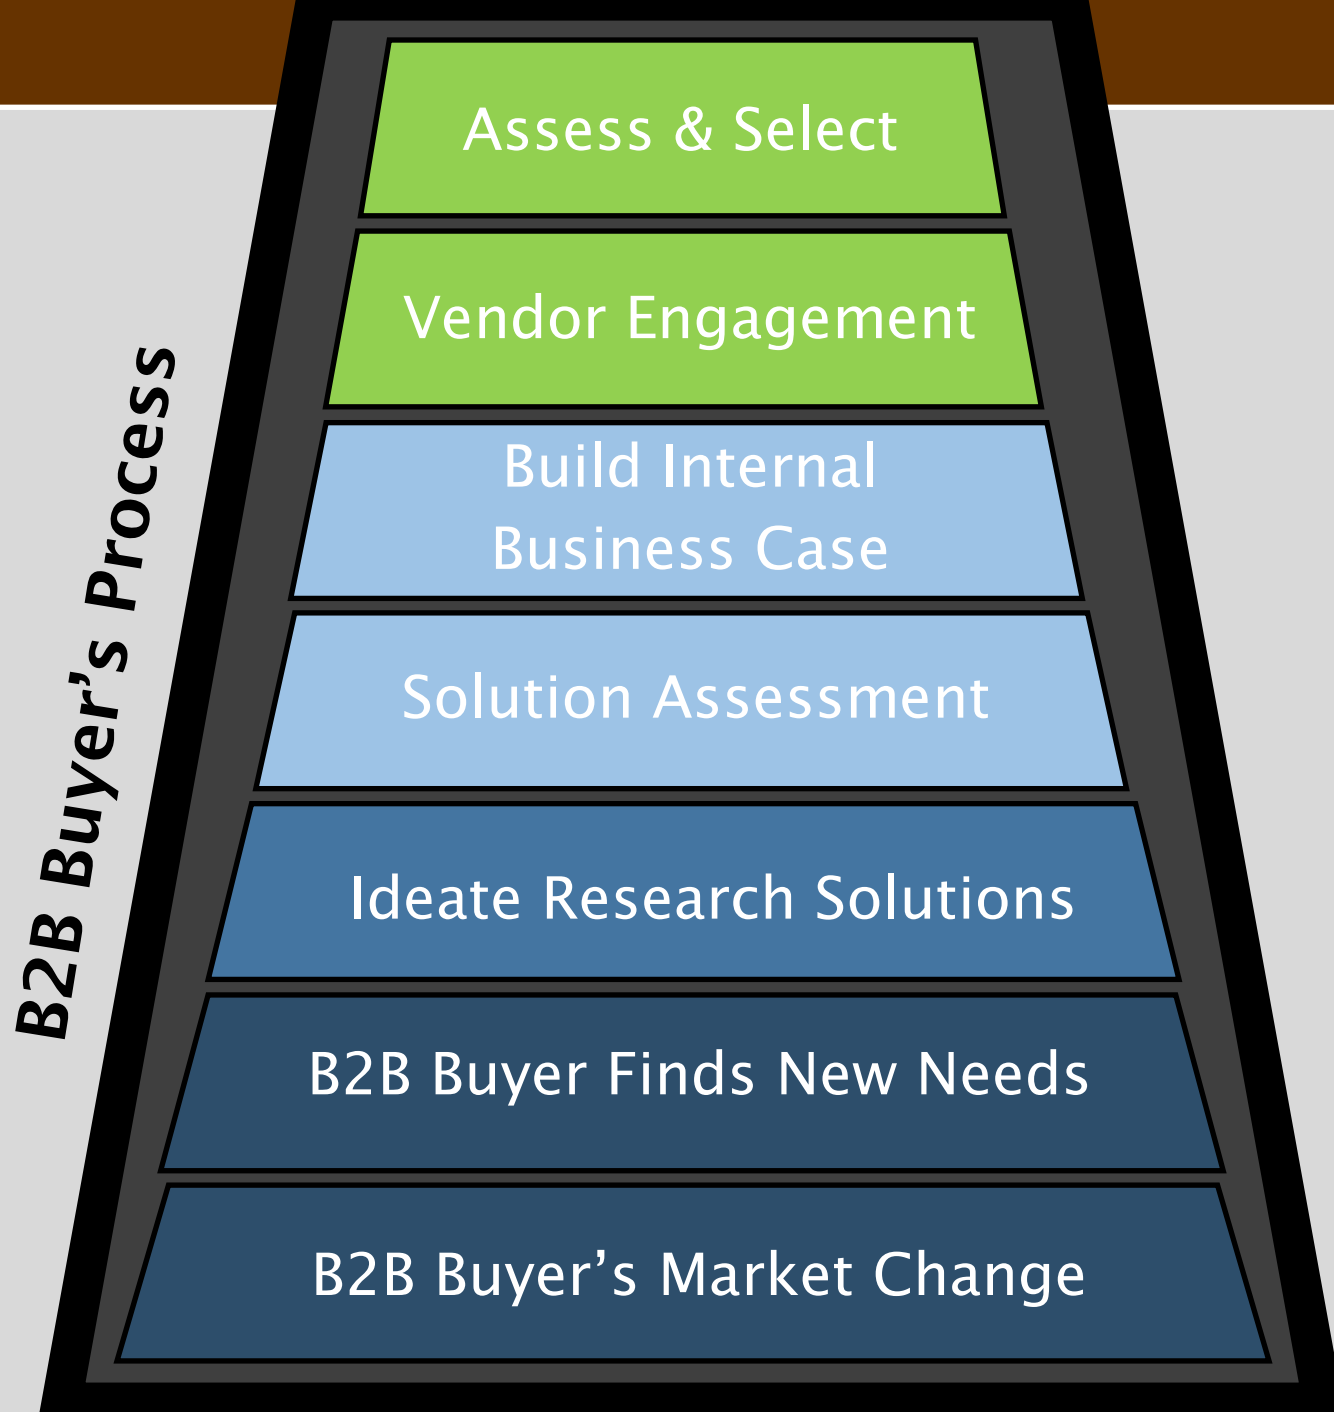 Assess & Select
Vendor Engagement
Build Internal
Business Case
Solution Assessment
Ideate Research Solutions
B2B Buyer Finds New Needs
B2B Buyer’s Market Change
B2B Buyer’s Process